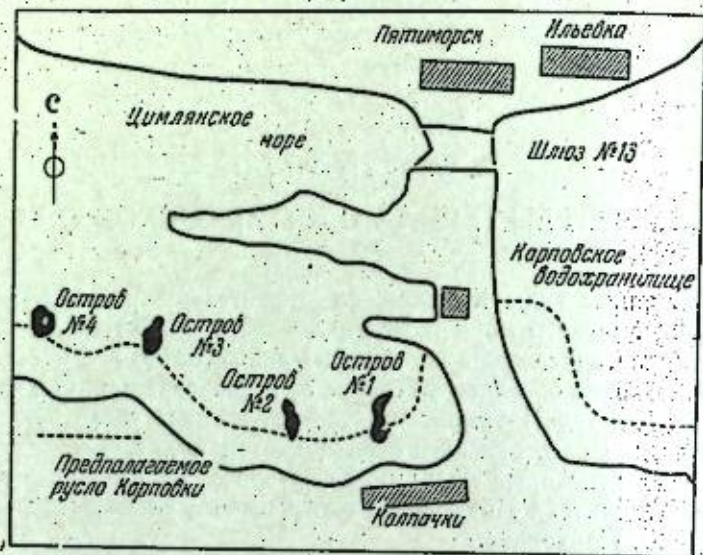 Пятиморск
Ильевка
С
Цимлянское
море
Шлюз №13
Карповское
водохранилище
Остров
№4
Остров
№3
Остров
№2
Остров
№1
Предполагаемое
русло Карповки
Колпачки